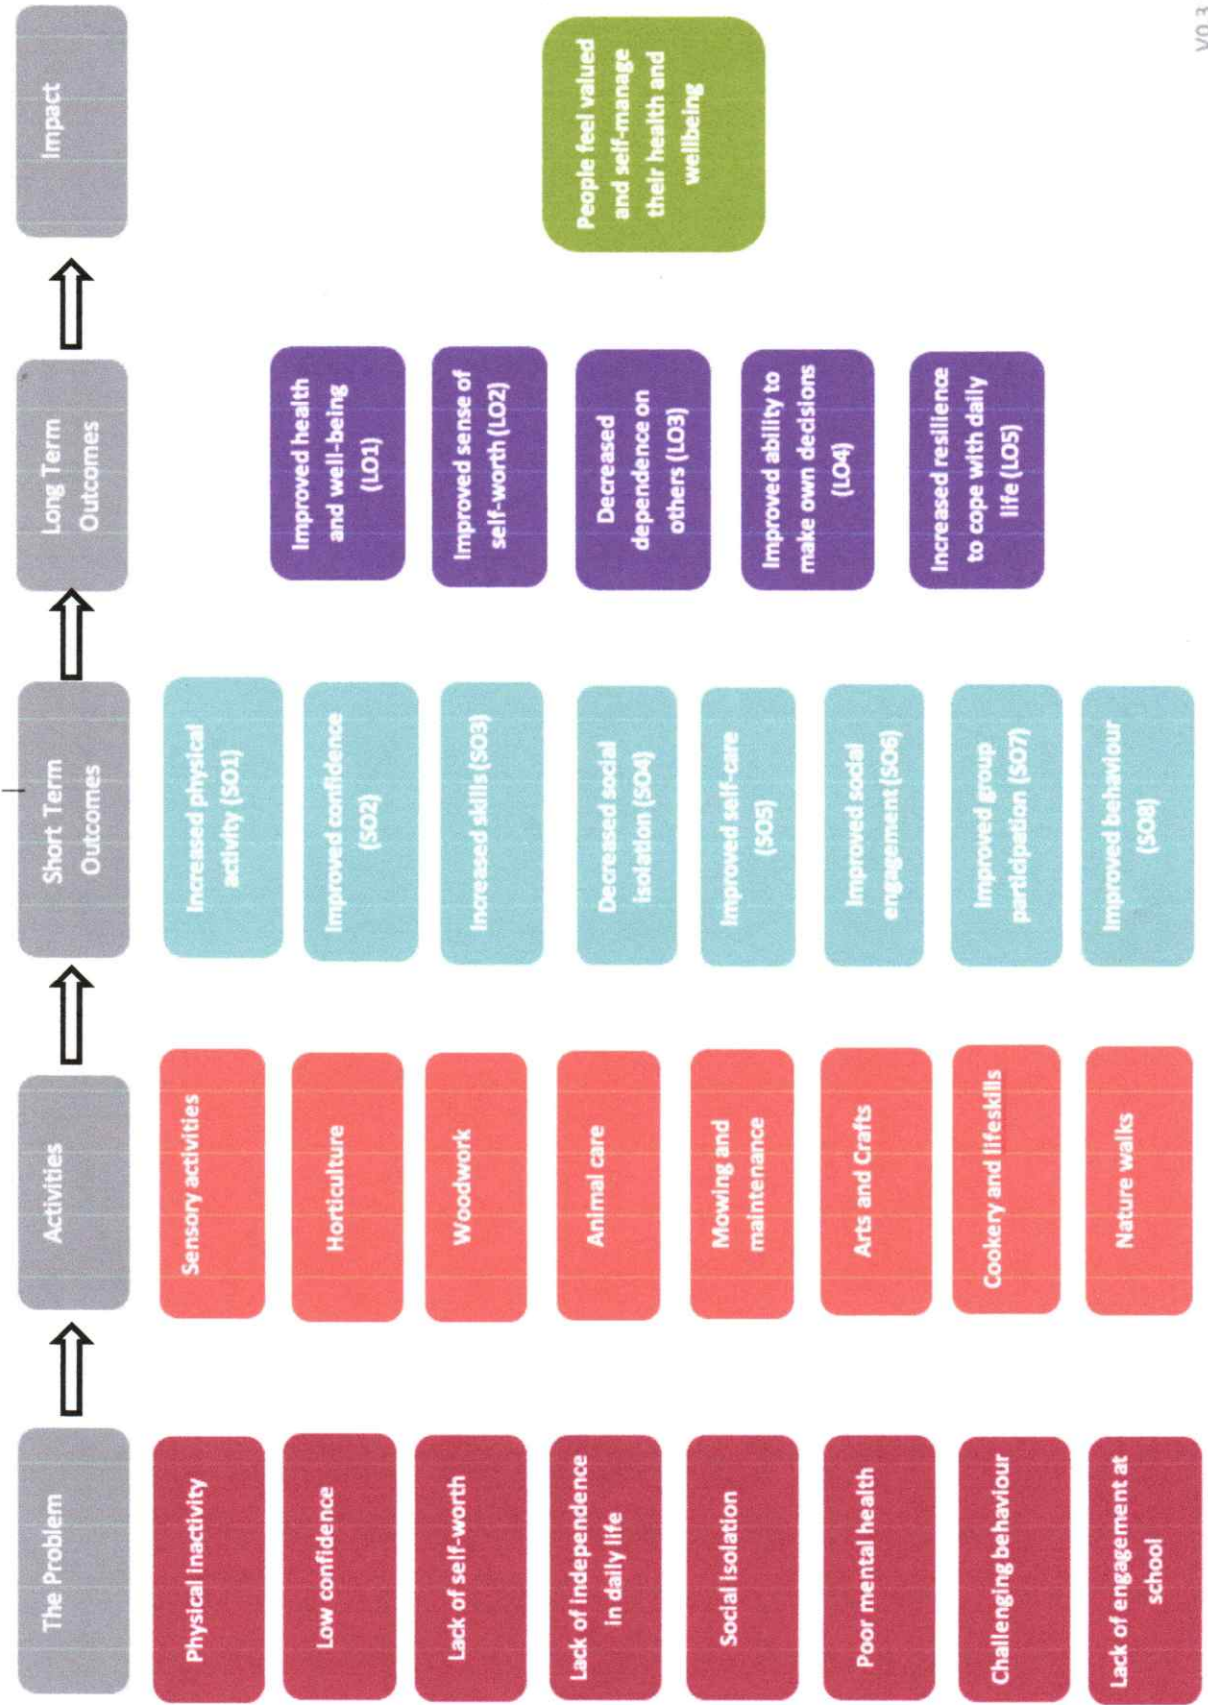 The Problem
Physical inactivity
Low confidence
Lack of self-worth
Lack of independence
in daily life
Social isolation
Poor mental health
Challenging behaviour
Lack of engagement at
school
Activities
Sensory activities
Horticulture
Woodwork
Animal care
Mowing and
maintenance
Arts and Crafts
Cookery and lifeskills
Nature walks
Short Term
Outcomes
Increased physical
activity (SO1)
Improved confidence
(SO2)
Increased skills (SO3)
Decreased social
isolation (SO4)
Improved self-care
(SO5)
Improved social
engagement (SO6)
Improved group
participation (SO7)
Improved behaviour
(SO8)
Long Term
Outcomes
Improved health
and well-being
(LO1)
Improved sense of
self-worth (LO2)
Decreased
dependence on
others (LO3)
Improved ability to
make own decisions
(LO4)
Increased resilience
to cope with daily
life (LO5)
Impact
People feel valued
and self-manage
their health and
wellbeing
V0.3